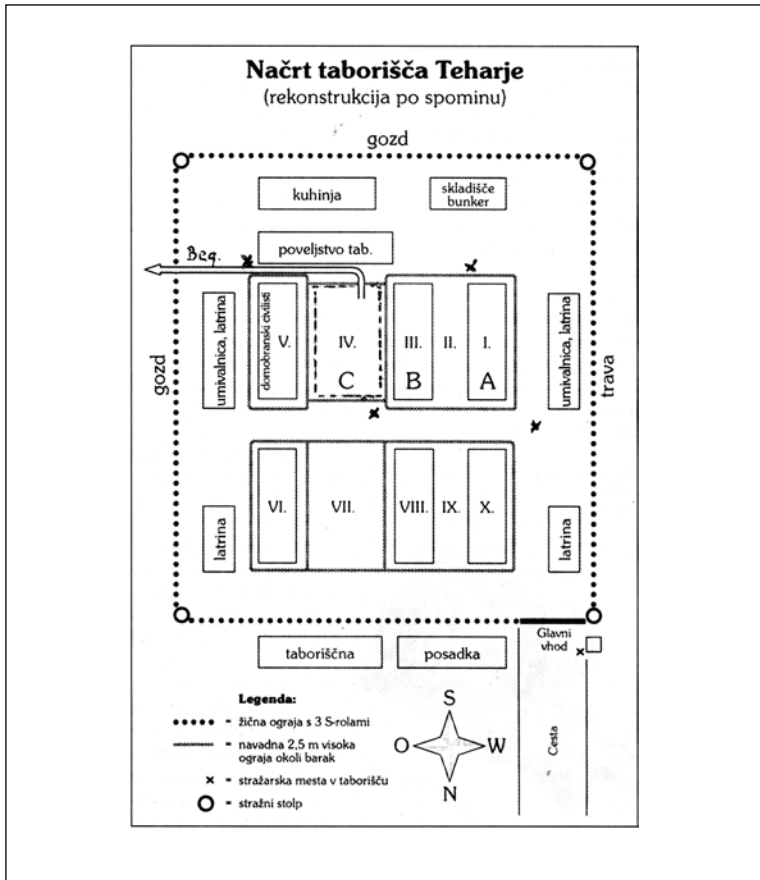 Načrt taborišča Teharje
(rekonstrukcija po spominu)
gozd
kuhinja
skladišče
bunker
poveljstvo tab.
Beg.
gozd
umivalnica, latrina
domobranski civilisti
V.
IV.
C
III.
B
II.
I.
A
umivalnica, latrina
trava
latrina
VI.
VII.
VIII.
IX.
X.
latrina
taboriščna
posadka
Glavni
vhod
Cesta
Legenda:
- žična ograja s 3 S-rolami
- navadna 2,5 m visoka
ograja okoli barak
x - stražarska mesta v taborišču
- stražni stolp
S
O
W
N